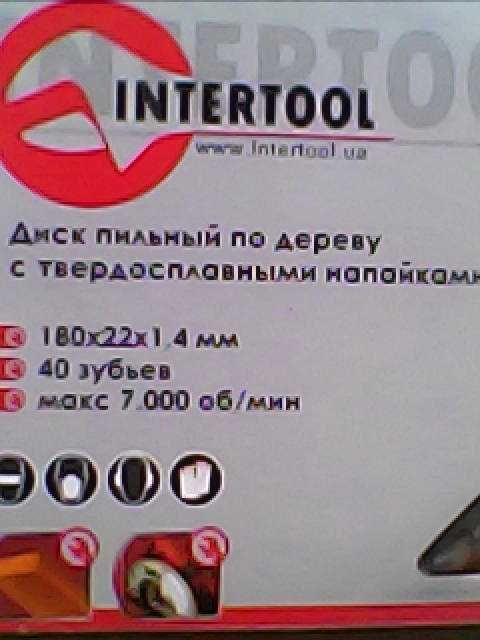 INTERTOOL
www.Intertool.ua
Диск пильный по дереву
с твердосплавными напайками
180x22x1.4 мм
40 зубьев
макс 7.000 об/мин